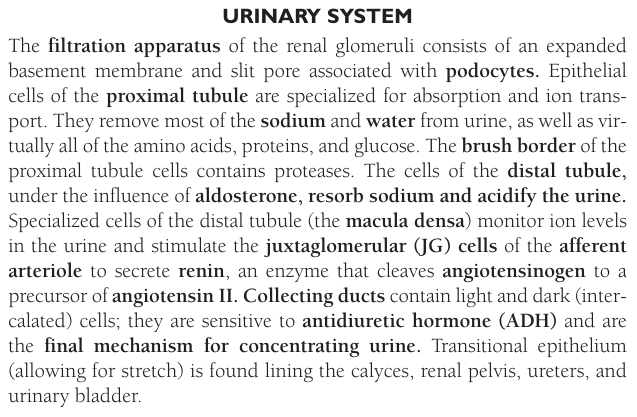 URINARY SYSTEM
The filtration apparatus of the renal glomeruli consists of an expanded
basement membrane and slit pore associated with podocytes. Epithelial
cells of the proximal tubule are specialized for absorption and ion trans-
port. They remove most of the sodium and water from urine, as well as vir-
tually all of the amino acids, proteins, and glucose. The brush border of the
proximal tubule cells contains proteases. The cells of the distal tubule,
under the influence of aldosterone, resorb sodium and acidify the urine.
Specialized cells of the distal tubule (the macula densa) monitor ion levels
in the urine and stimulate the juxtaglomerular (JG) cells of the afferent
arteriole to secrete renin, an enzyme that cleaves angiotensinogen to a
precursor of angiotensin II. Collecting ducts contain light and dark (inter-
calated) cells; they are sensitive to antidiuretic hormone (ADH) and are
the final mechanism for concentrating urine. Transitional epithelium
(allowing for stretch) is found lining the calyces, renal pelvis, ureters, and
urinary bladder.